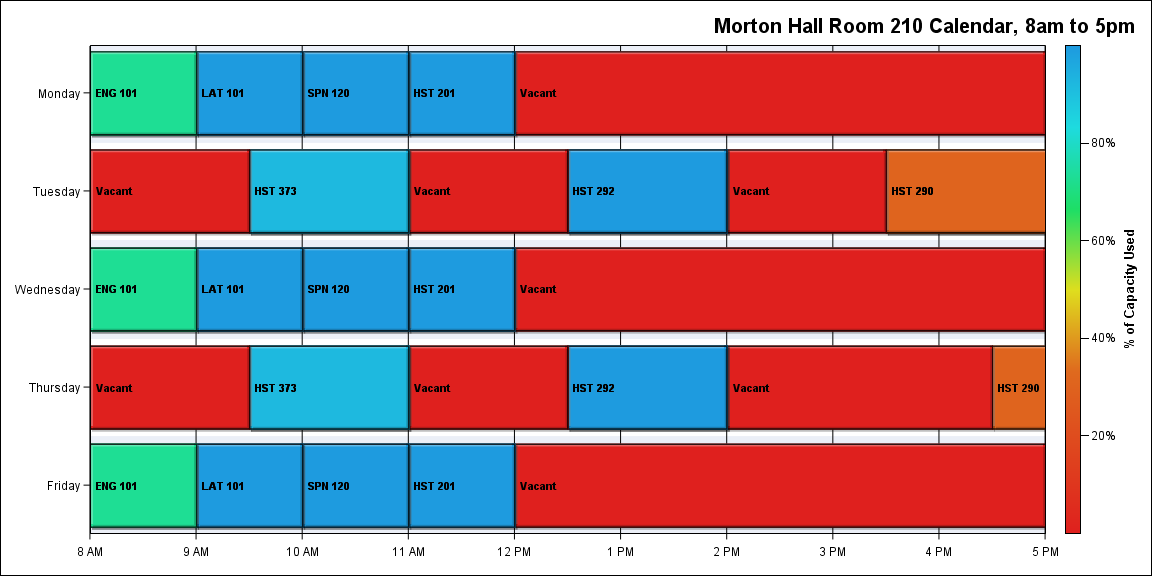 Morton Hall Room 210 Calendar, 8am to 5pm
Monday
ENG 101
LAT 101
SPN 120
HST 201
Vacant
Tuesday
Vacant
HST 373
Vacant
HST 292
Vacant
HST 290
Wednesday
ENG 101
LAT 101
SPN 120
HST 201
Vacant
Thursday
Vacant
HST 373
Vacant
HST 292
Vacant
HST 290
Friday
ENG 101
LAT 101
SPN 120
HST 201
Vacant
8 AM
9 AM
10 AM
11 AM
12 PM
1 PM
2 PM
3 PM
4 PM
5 PM
80%
60%
40%
20%
% of Capacity Used